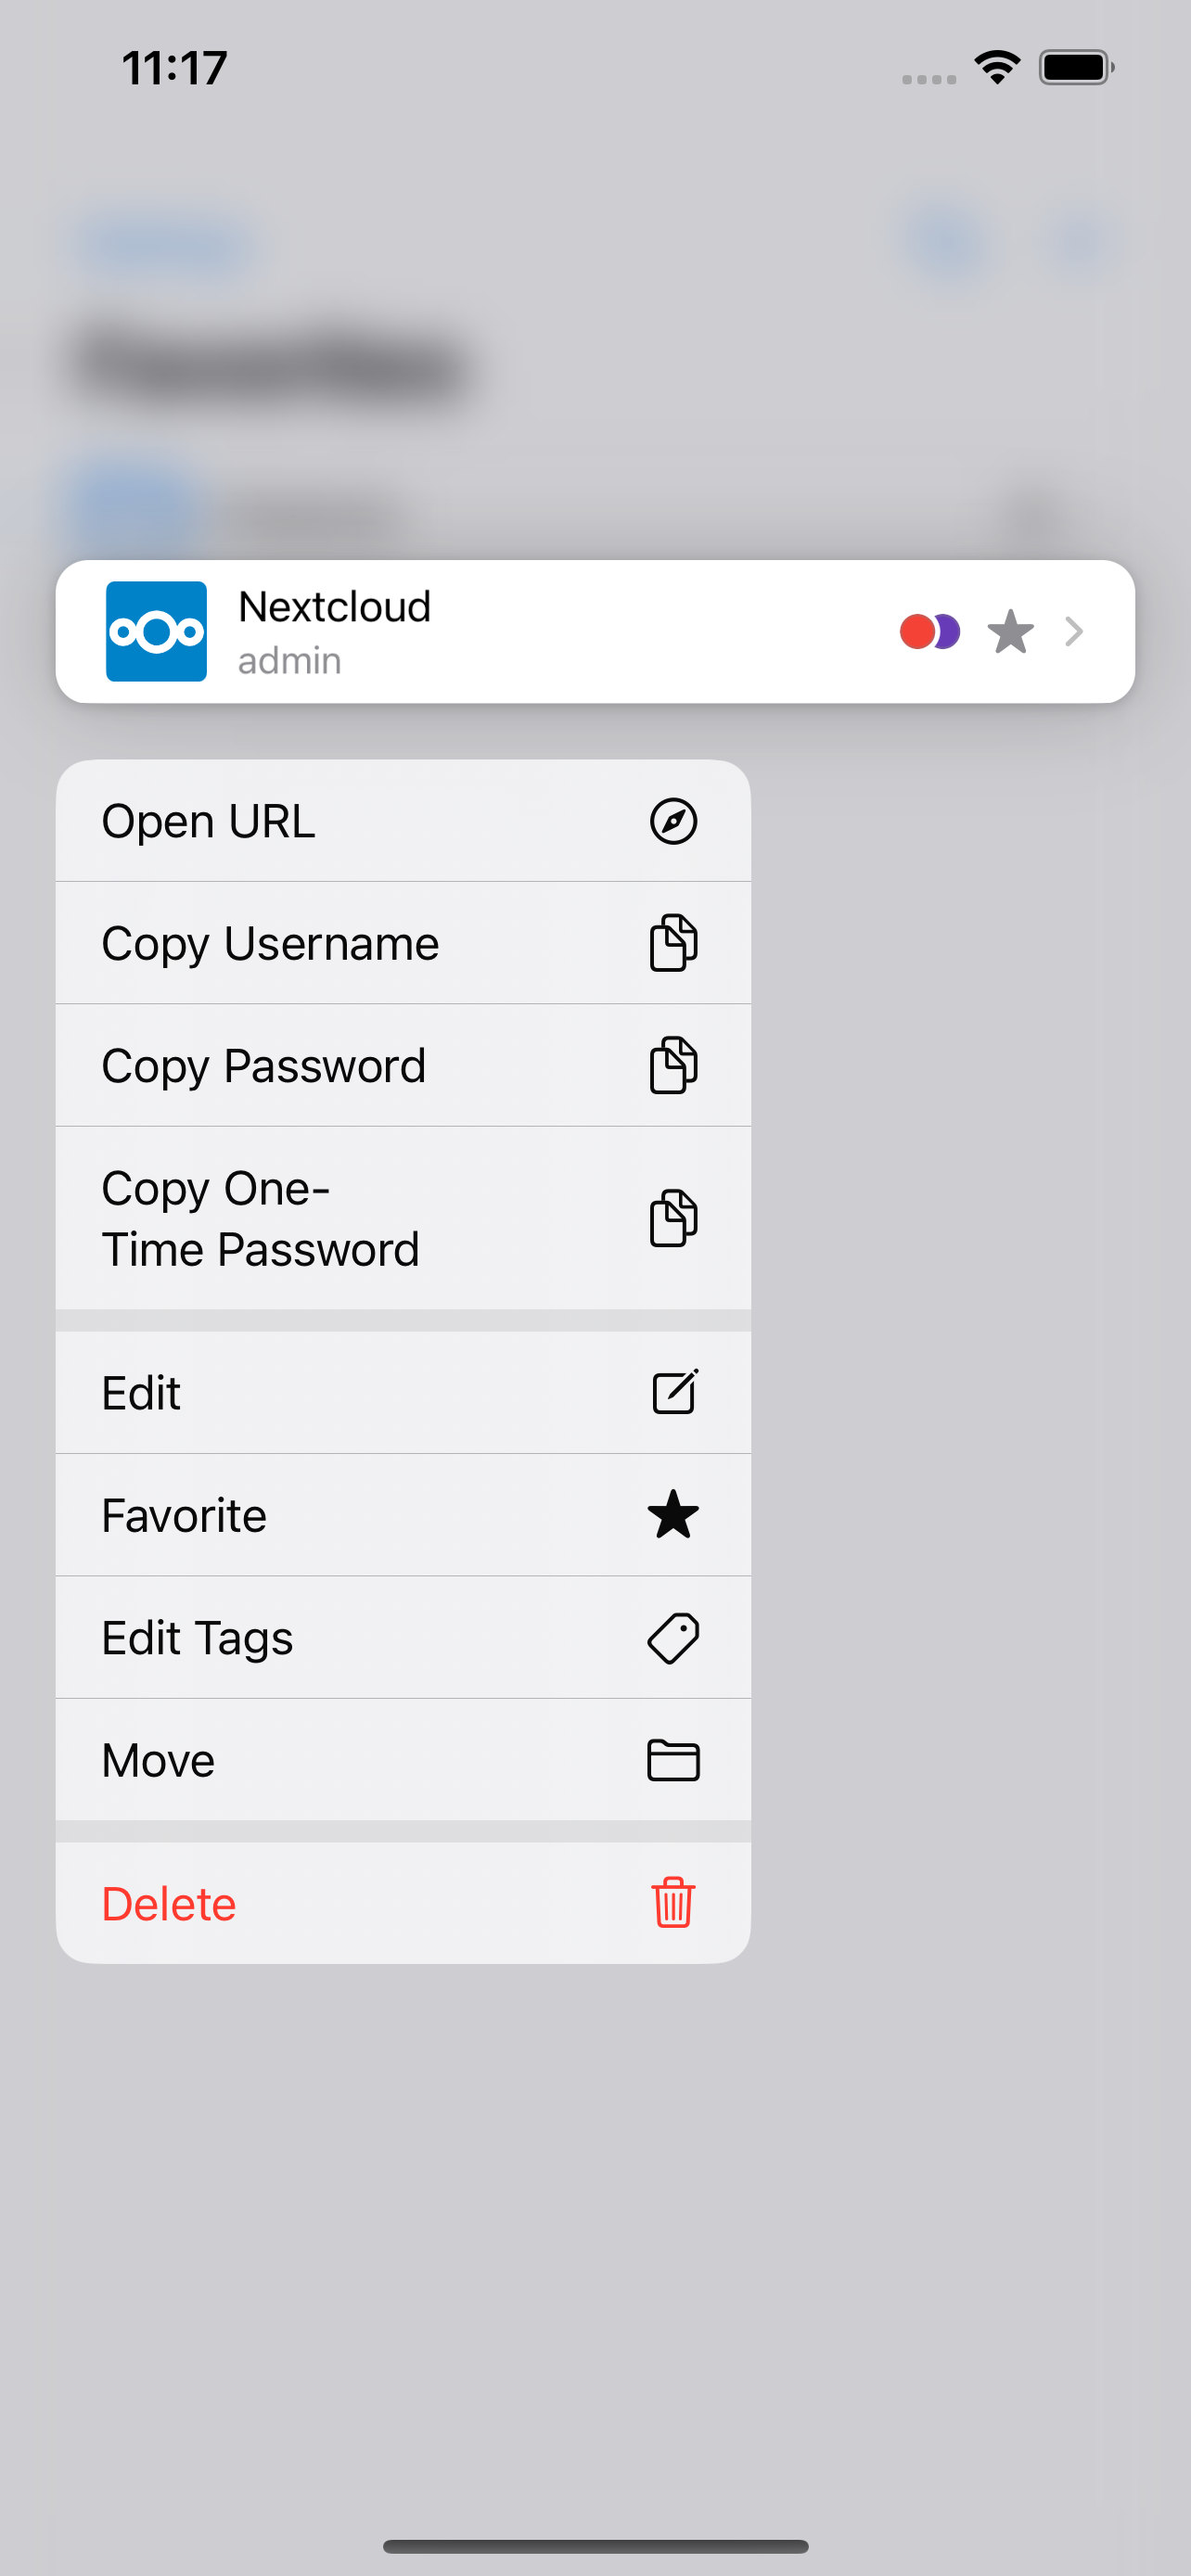 11:17
Nextcloud
admin
Open URL
Copy Username
Copy Password
Copy One-
Time Password
Edit
Favorite
Edit Tags
Move
Delete